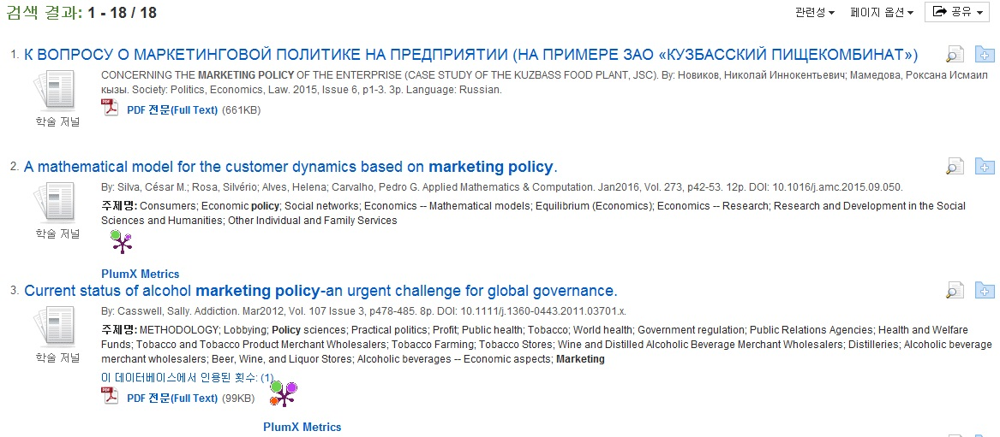 검색 결과: 1 - 18 / 18
관련성 페이지 옵션 공유
1. К ВОПРОСУ О МАРКЕТИНГОВОЙ ПОЛИТИКЕ НА ПРЕДПРИЯТИИ (НА ПРИМЕРЕ ЗАО «КУЗБАССКИЙ ПИЩЕКОМБИНАТ»)
CONCERNING THE MARKETING POLICY OF THE ENTERPRISE (CASE STUDY OF THE KUZBASS FOOD PLANT, JSC). By: Новиков, Николай Иннокентьевич; Мамедова, Роксана Исмаил
кызы. Society: Politics, Economics, Law. 2015, Issue 6, p1-3. 3p. Language: Russian.
PDF 전문(Full Text) (661KB)
학술 저널
2. A mathematical model for the customer dynamics based on marketing policy.
By: Silva, César M.; Rosa, Silvério; Alves, Helena; Carvalho, Pedro G. Applied Mathematics & Computation. Jan2016, Vol. 273, p42-53. 12p. DOI: 10.1016/j.amc.2015.09.050.
주제명: Consumers; Economic policy; Social networks; Economics -- Mathematical models; Equilibrium (Economics); Economics -- Research; Research and Development in the Social
Sciences and Humanities; Other Individual and Family Services
학술 저널
PlumX Metrics
3. Current status of alcohol marketing policy-an urgent challenge for global governance.
By: Casswell, Sally. Addiction. Mar2012, Vol. 107 Issue 3, p478-485. 8p. DOI: 10.1111/j.1360-0443.2011.03701.x.
주제명: METHODOLOGY; Lobbying; Policy sciences; Practical politics; Profit; Public health; Tobacco; World health; Government regulation; Public Relations Agencies; Health and Welfare
Funds; Tobacco and Tobacco Product Merchant Wholesalers; Tobacco Farming; Tobacco Stores; Wine and Distilled Alcoholic Beverage Merchant Wholesalers; Distilleries; Alcoholic beverage
merchant wholesalers; Beer, Wine, and Liquor Stores; Alcoholic beverages -- Economic aspects; Marketing
학술 저널
이 데이터베이스에서 인용된 횟수: (1)
PDF 전문(Full Text) (99KB)
PlumX Metrics